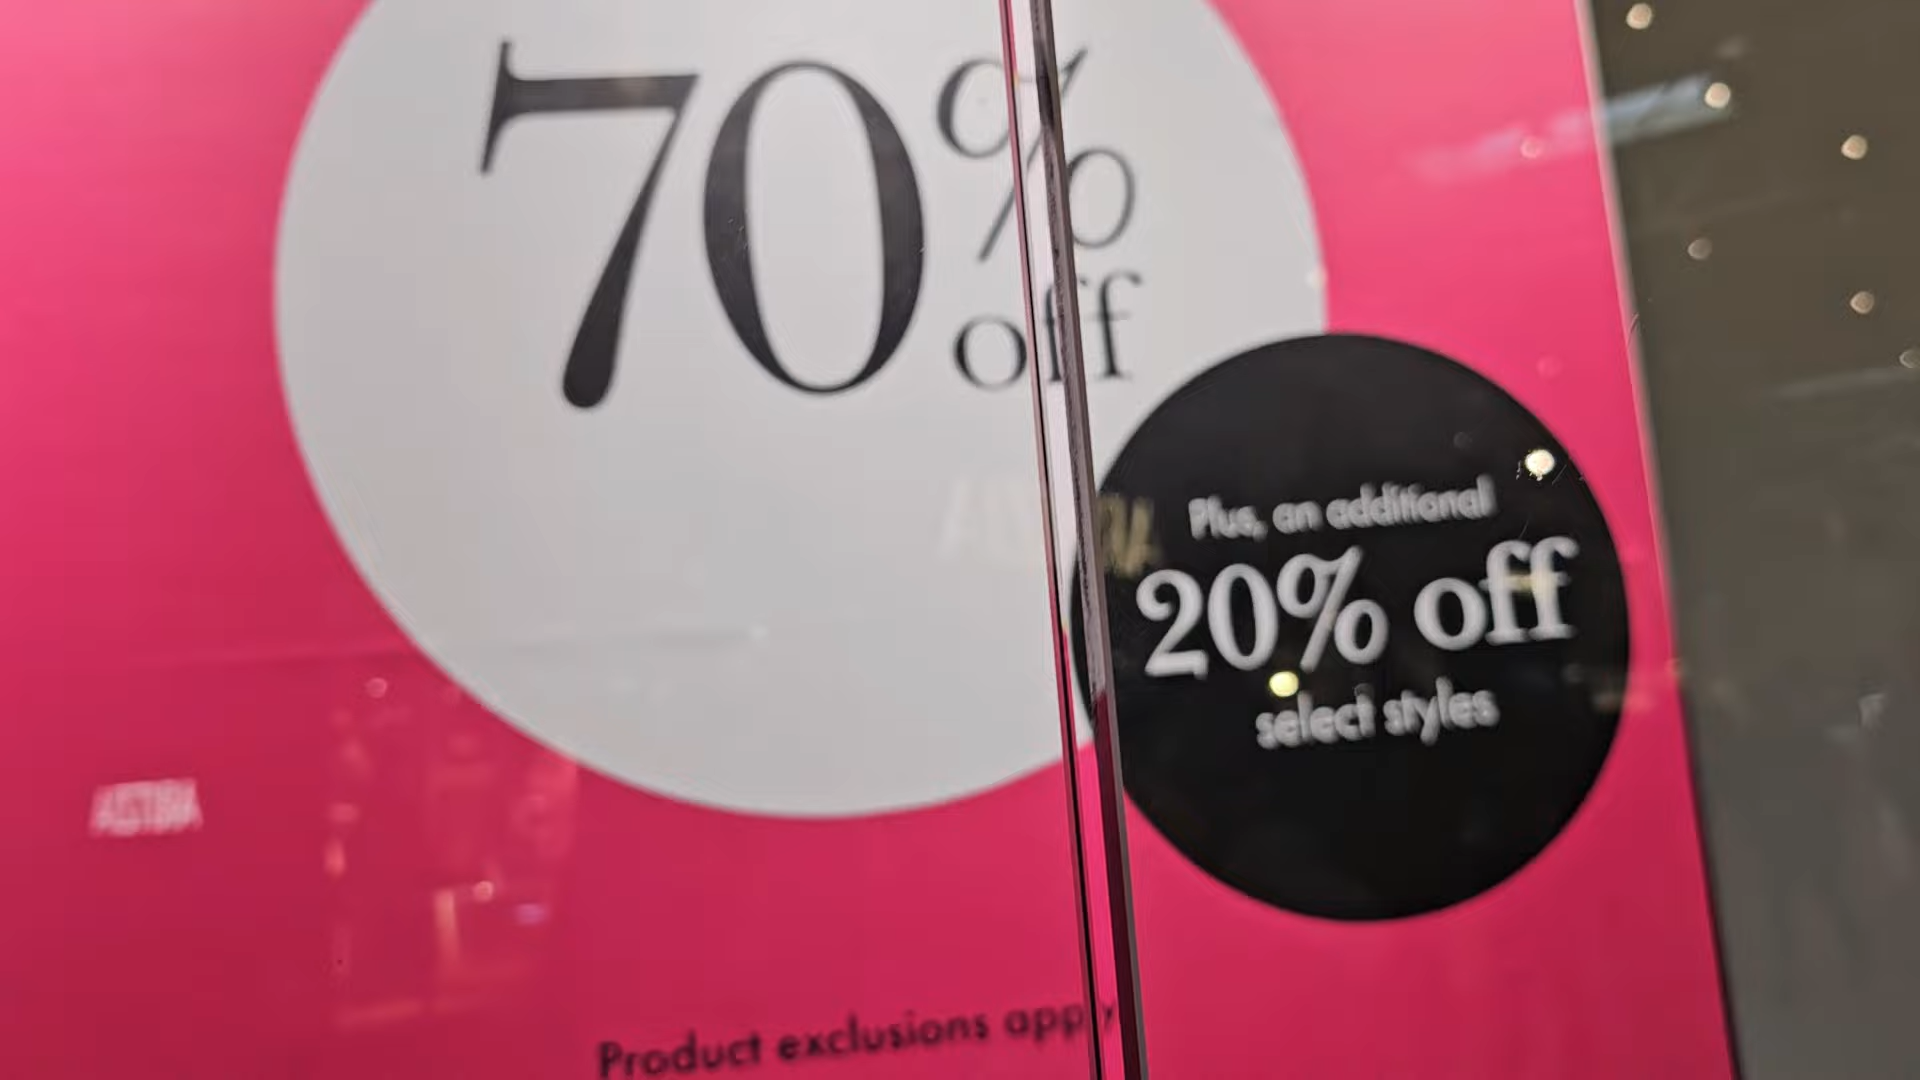 70%
off
Plus, an additional
20% off
select styles
Product exclusions apply